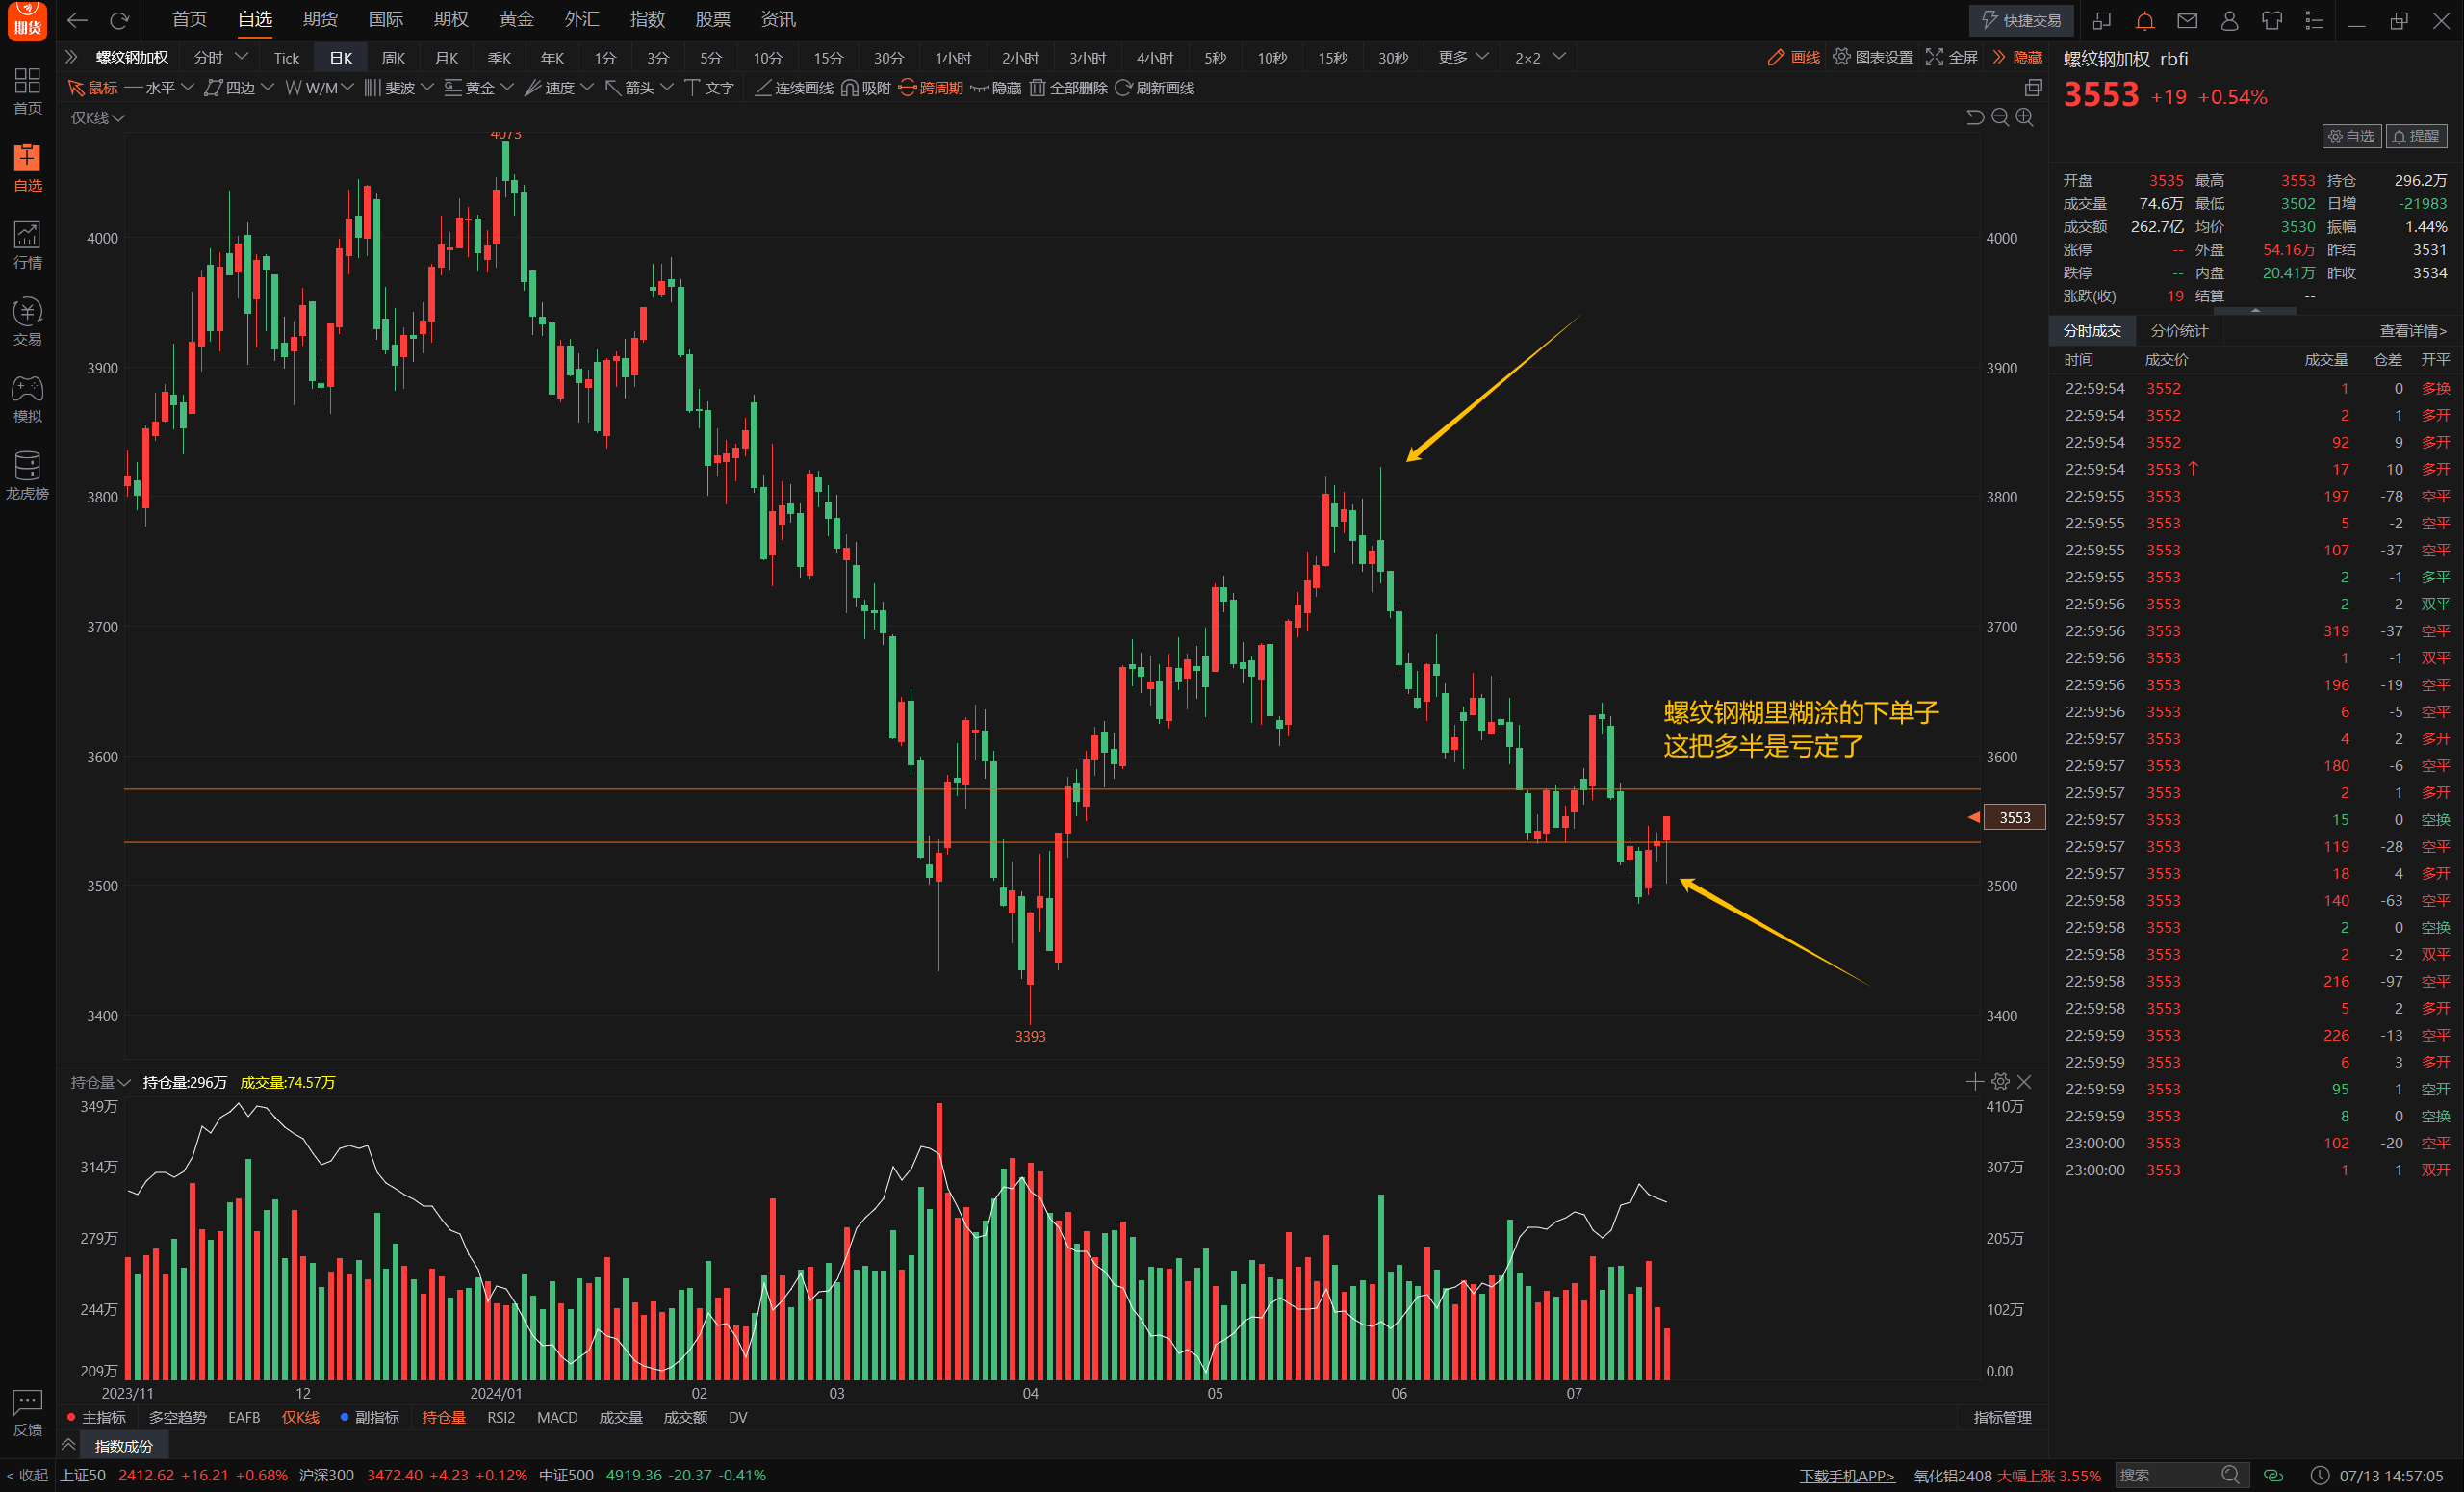 期货
首页 自选 期货 国际 期权 黄金 外汇 指数 股票 资讯
快捷交易
螺纹钢加权 分时 Tick 日K 周K 月K 季K 年K 1分 3分 5分 10分 15分 30分 1小时 2小时 3小时 4小时 5秒 10秒 15秒 30秒 更多 2×2
画线 图表设置 全屏 隐藏
鼠标 水平 四边 W/M 斐波 黄金 速度 箭头 文字 连续画线 吸附 跨周期 隐藏 全部删除 刷新画线
首页
自选
行情
交易
模拟
龙虎榜
反馈
仅K线
4073
4000 4000
3900 3900
3800 3800
3700 3700
螺纹钢糊里糊涂的下单子
这把多半是亏定了
3600 3600
3553
3500 3500
3400 3400
3393
持仓量 持仓量:296万 成交量:74.57万
349万 410万
314万 307万
279万 205万
244万 102万
209万 0.00
2023/11 12 2024/01 02 03 04 05 06 07
主指标 多空趋势 EAFB 仅K线 副指标 持仓量 RSI2 MACD 成交量 成交额 DV 指标管理
指数成份
螺纹钢加权 rbfi
3553 +19 +0.54%
自选 提醒
开盘 3535 最高 3553 持仓 296.2万
成交量 74.6万 最低 3502 日增 -21983
成交额 262.7亿 均价 3530 振幅 1.44%
涨停 -- 外盘 54.16万 昨结 3531
跌停 -- 内盘 20.41万 昨收 3534
涨跌(收) 19 结算 --
分时成交 分价统计 查看详情>
时间 成交价 成交量 仓差 开平
22:59:54 3552 1 0 多换
22:59:54 3552 2 1 多开
22:59:54 3552 92 9 多开
22:59:54 3553↑ 17 10 多开
22:59:55 3553 197 -78 空平
22:59:55 3553 5 -2 空平
22:59:55 3553 107 -37 空平
22:59:55 3553 2 -1 多平
22:59:56 3553 2 -2 双平
22:59:56 3553 319 -37 空平
22:59:56 3553 1 -1 双平
22:59:56 3553 196 -19 空平
22:59:56 3553 6 -5 空平
22:59:57 3553 4 2 多开
22:59:57 3553 180 -6 空平
22:59:57 3553 2 1 多开
22:59:57 3553 15 0 空换
22:59:57 3553 119 -28 空平
22:59:57 3553 18 4 多开
22:59:58 3553 140 -63 空平
22:59:58 3553 2 0 空换
22:59:58 3553 2 -2 双平
22:59:58 3553 216 -97 空平
22:59:58 3553 5 2 多开
22:59:59 3553 226 -13 空平
22:59:59 3553 6 3 多开
22:59:59 3553 95 1 空开
22:59:59 3553 8 0 空换
23:00:00 3553 102 -20 空平
23:00:00 3553 1 1 双开
< 收起 上证50 2412.62 +16.21 +0.68% 沪深300 3472.40 +4.23 +0.12% 中证500 4919.36 -20.37 -0.41% 下载手机APP> 氧化铝2408 大幅上涨 3.55% 搜索 07/13 14:57:05